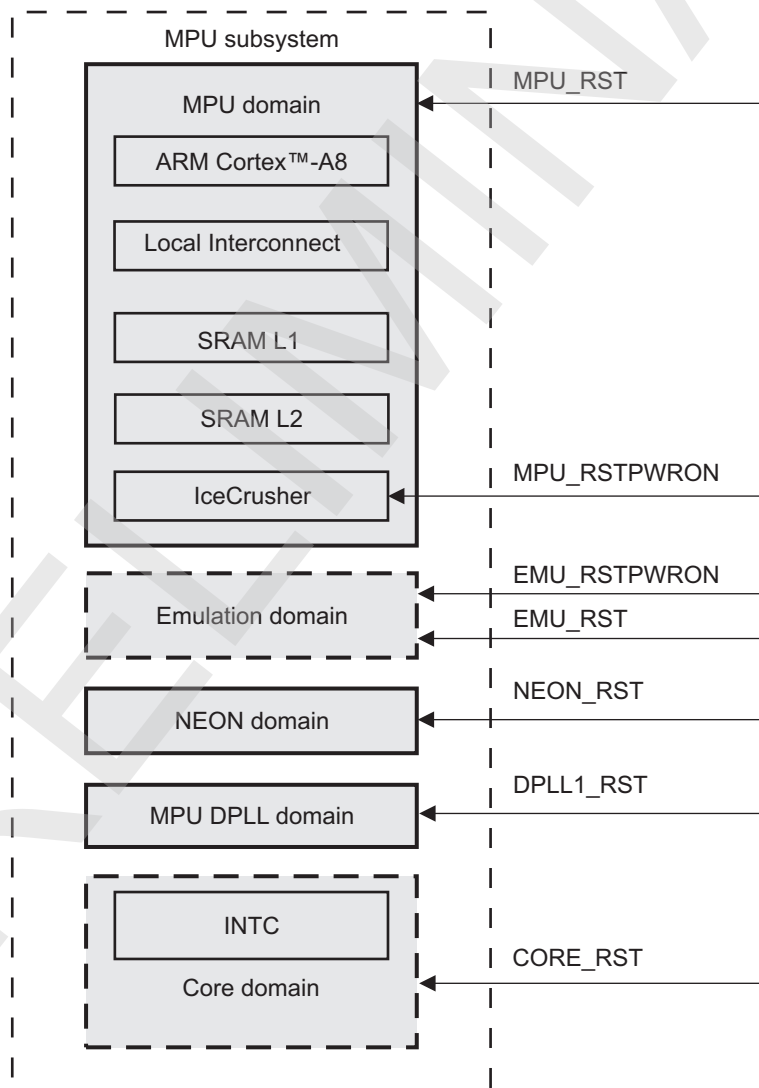 MPU subsystem
MPU domain
MPU_RST
ARM Cortex™-A8
Local Interconnect
SRAM L1
SRAM L2
IceCrusher
MPU_RSTPWRON
EMU_RSTPWRON
Emulation domain
EMU_RST
NEON_RST
NEON domain
DPLL1_RST
MPU DPLL domain
INTC
CORE_RST
Core domain